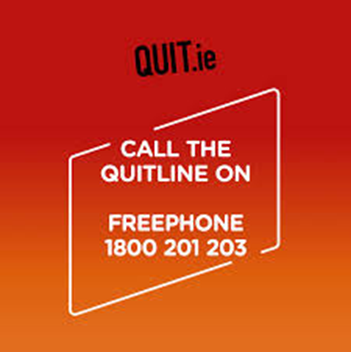 QUIT.ie
CALL THE
QUITLINE ON
FREEPHONE
1800 201 203